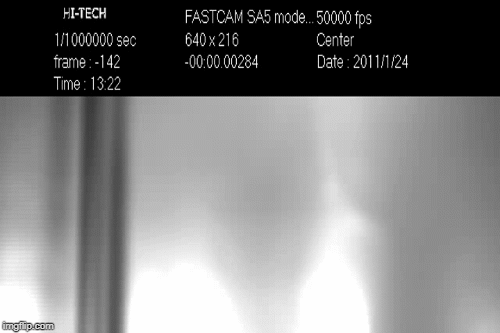 HI-TECH FASTCAM SA5 mode... 50000 fps
1/1000000 sec 640 x 216 Center
frame : -142 -00:00.00284 Date : 2011/1/24
Time : 13:22
imgflip.com